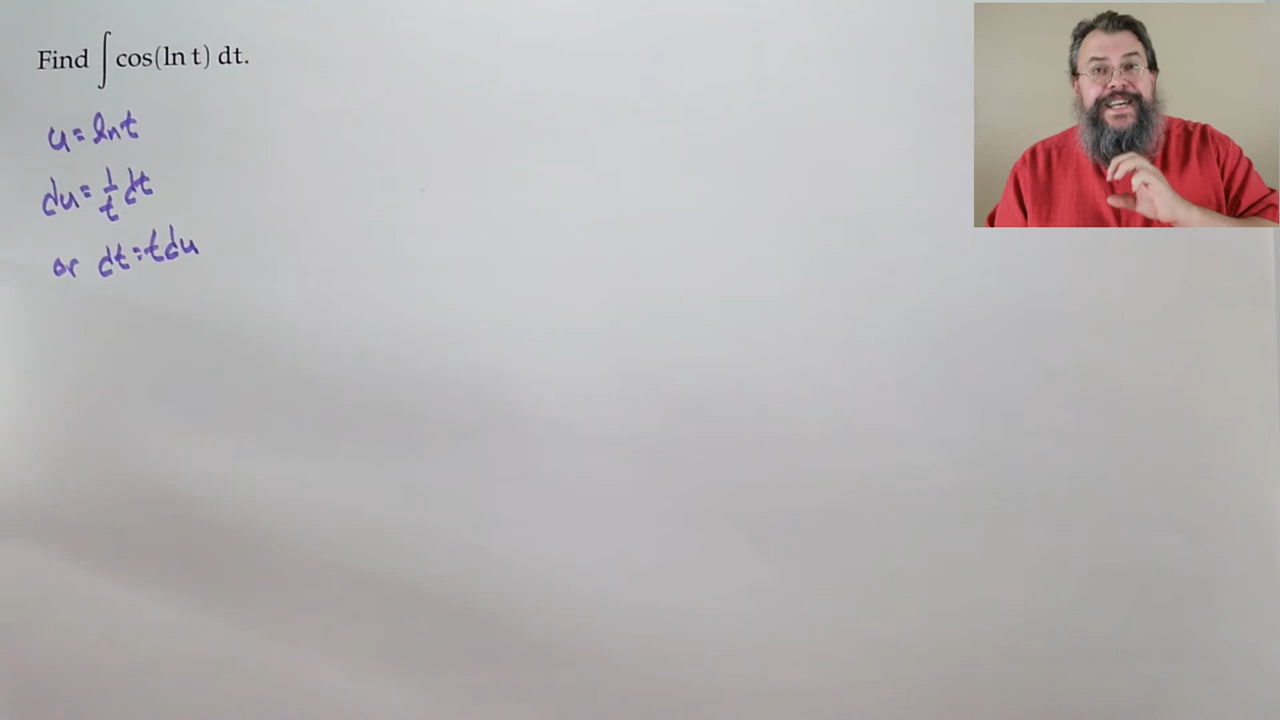 Find ∫ cos(ln t) dt.
u = ln t
du = 1/t dt
or dt = t du